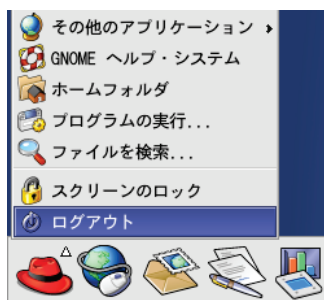 その他のアプリケーション
GNOME ヘルプ・システム
ホームフォルダ
プログラムの実行...
ファイルを検索...
スクリーンのロック
ログアウト